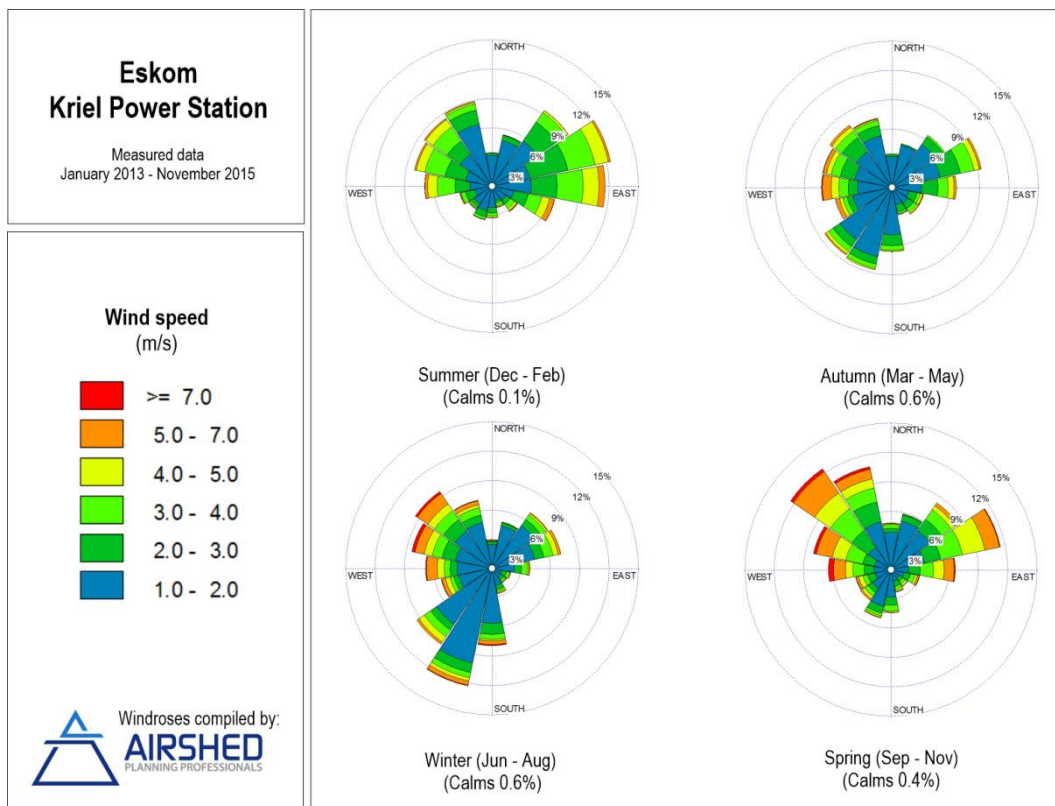 Eskom
Kriel Power Station
Measured data
January 2013 - November 2015
Wind speed
(m/s)
>= 7.0
5.0 - 7.0
4.0 - 5.0
3.0 - 4.0
2.0 - 3.0
1.0 - 2.0
Windroses compiled by:
AIRSHED
PLANNING PROFESSIONALS
NORTH
15%
12%
9%
6%
3%
WEST
EAST
SOUTH
Summer (Dec - Feb)
(Calms 0.1%)
NORTH
15%
12%
9%
6%
3%
WEST
EAST
SOUTH
Autumn (Mar - May)
(Calms 0.6%)
NORTH
15%
12%
9%
6%
3%
WEST
EAST
SOUTH
Winter (Jun - Aug)
(Calms 0.6%)
NORTH
15%
12%
9%
6%
3%
WEST
EAST
SOUTH
Spring (Sep - Nov)
(Calms 0.4%)